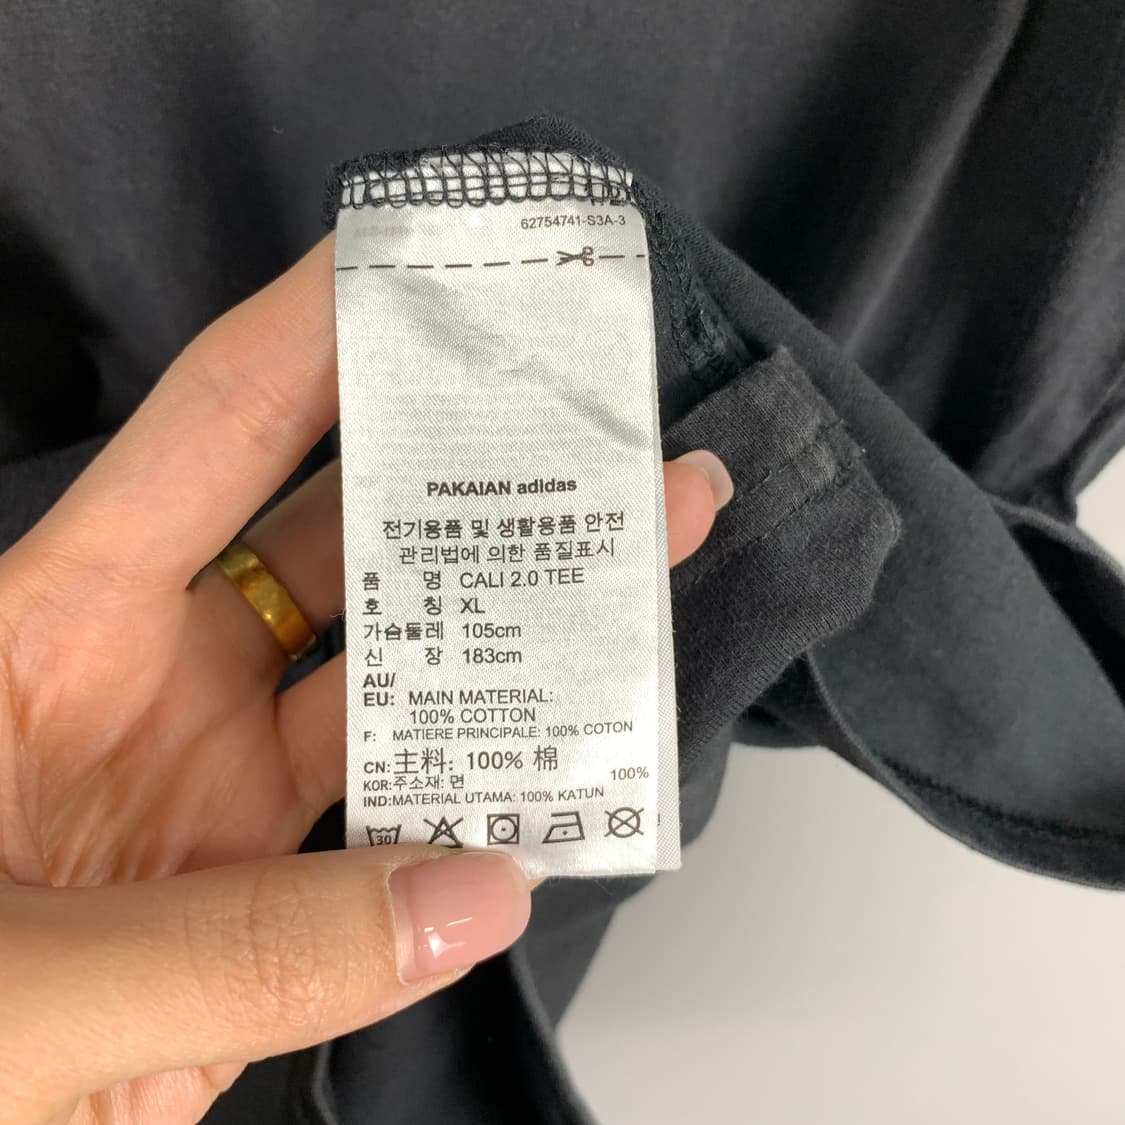 62754741-S3A-3
PAKAIAN adidas
전기용품 및 생활용품 안전
관리법에 의한 품질표시
품 명 CALI 2.0 TEE
호 칭 XL
가슴둘레 105cm
신 장 183cm
AU/
EU: MAIN MATERIAL:
100% COTTON
F: MATIERE PRINCIPALE: 100% COTON
CN: 主料: 100% 棉
KOR:주소재: 면 100%
IND:MATERIAL UTAMA: 100% KATUN
30